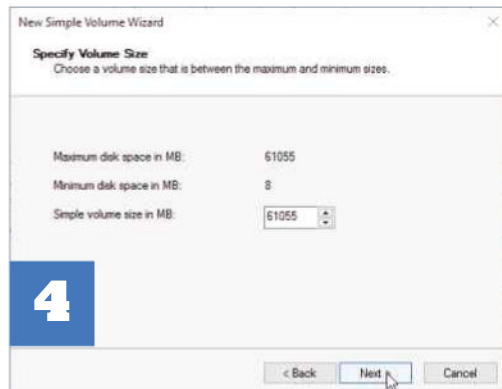 New Simple Volume Wizard
Specify Volume Size
Choose a volume size that is between the maximum and minimum sizes.
Maximum disk space in MB: 61055
Minimum disk space in MB: 8
Simple volume size in MB: 61055
4
< Back Next > Cancel